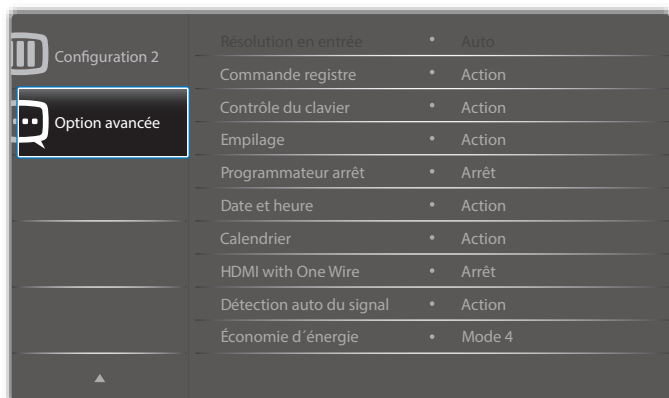 Configuration 2
Option avancée
Résolution en entrée • Auto
Commande registre • Action
Contrôle du clavier • Action
Empilage • Action
Programmateur arrêt • Arrêt
Date et heure • Action
Calendrier • Action
HDMI with One Wire • Arrêt
Détection auto du signal • Action
Économie d´énergie • Mode 4